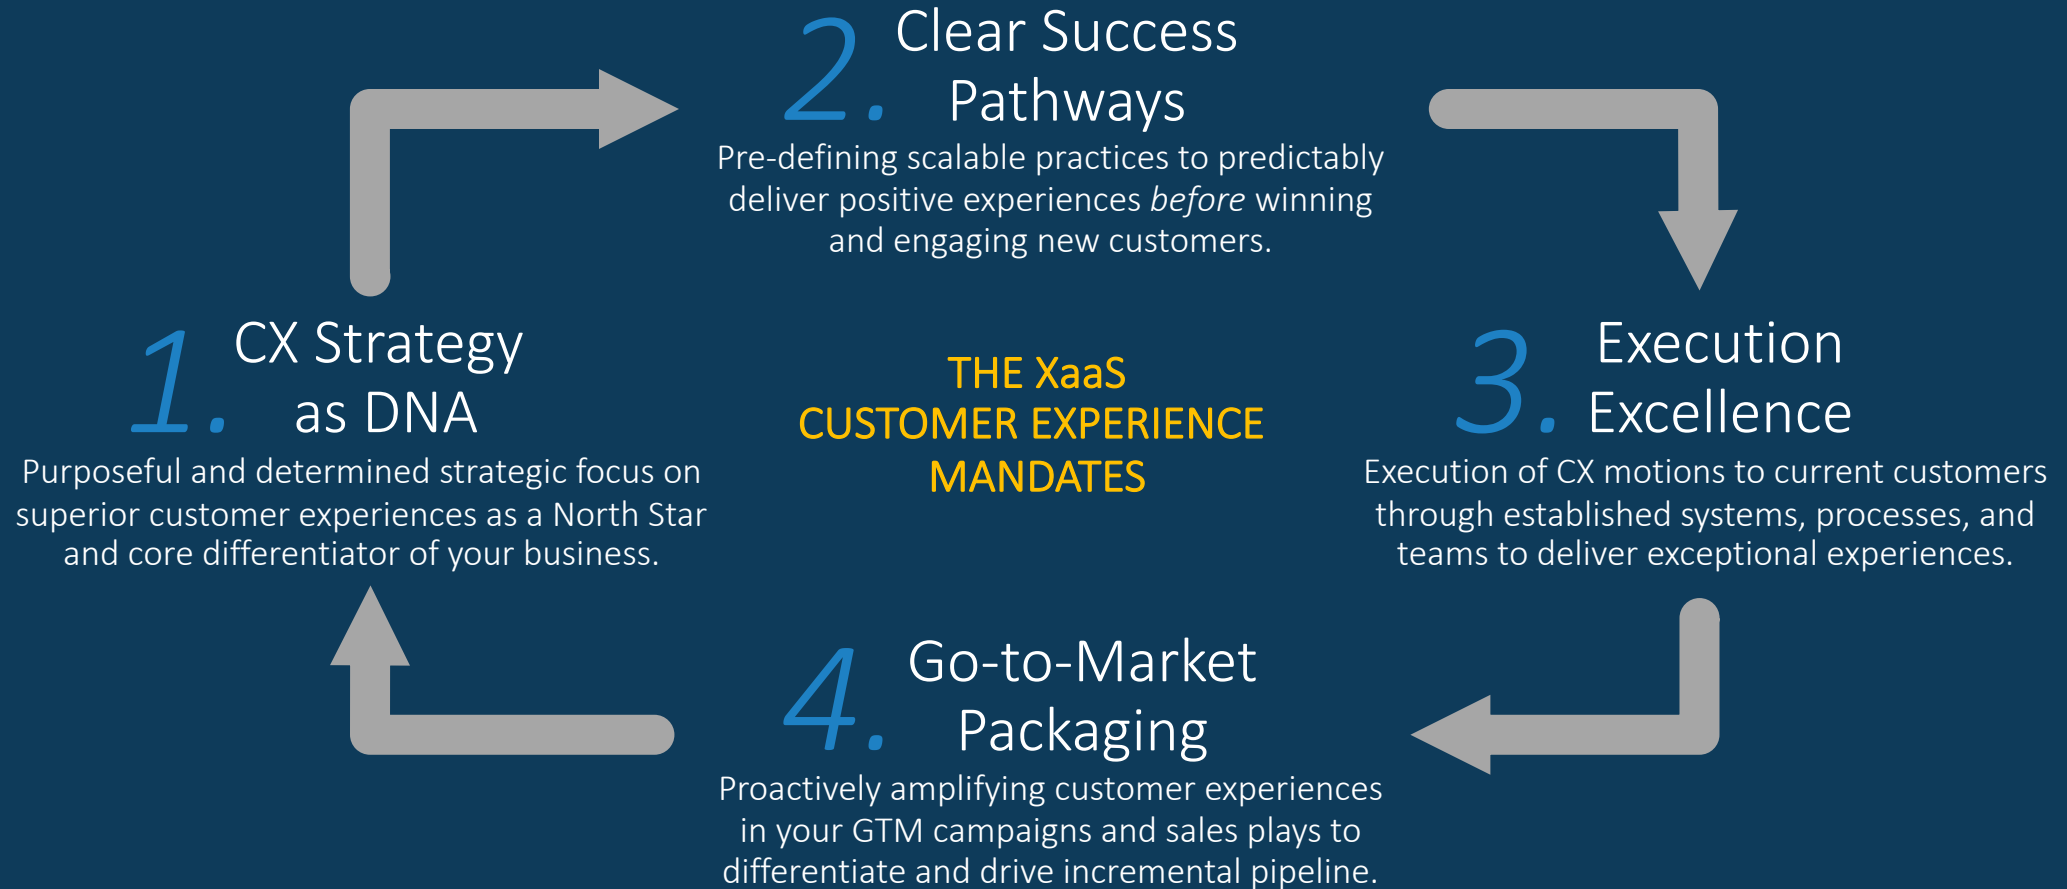 1.
CX Strategy
as DNA
Purposeful and determined strategic focus on
superior customer experiences as a North Star
and core differentiator of your business.
2.
Clear Success
Pathways
Pre-defining scalable practices to predictably
deliver positive experiences before winning
and engaging new customers.
THE XaaS
CUSTOMER EXPERIENCE
MANDATES
3.
Execution
Excellence
Execution of CX motions to current customers
through established systems, processes, and
teams to deliver exceptional experiences.
4.
Go-to-Market
Packaging
Proactively amplifying customer experiences
in your GTM campaigns and sales plays to
differentiate and drive incremental pipeline.